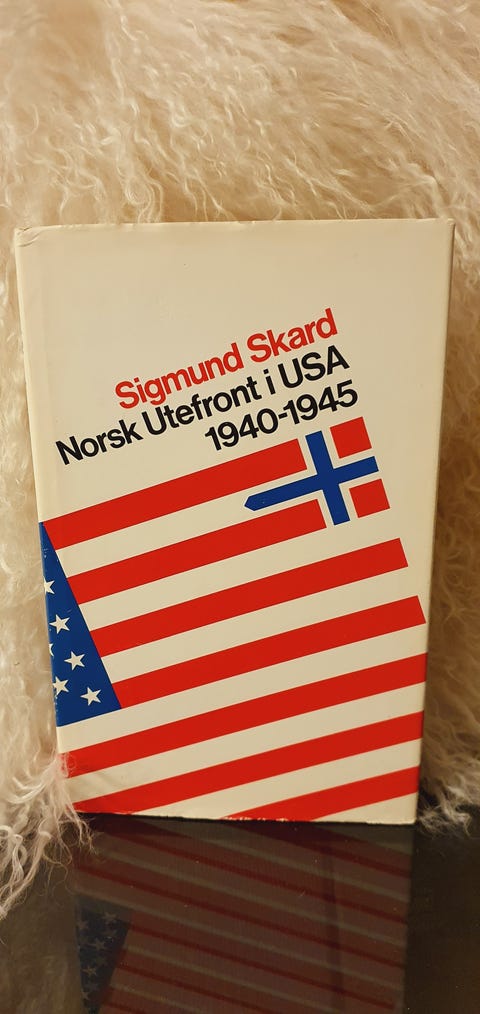 Sigmund Skard
Norsk Utefront i USA
1940-1945